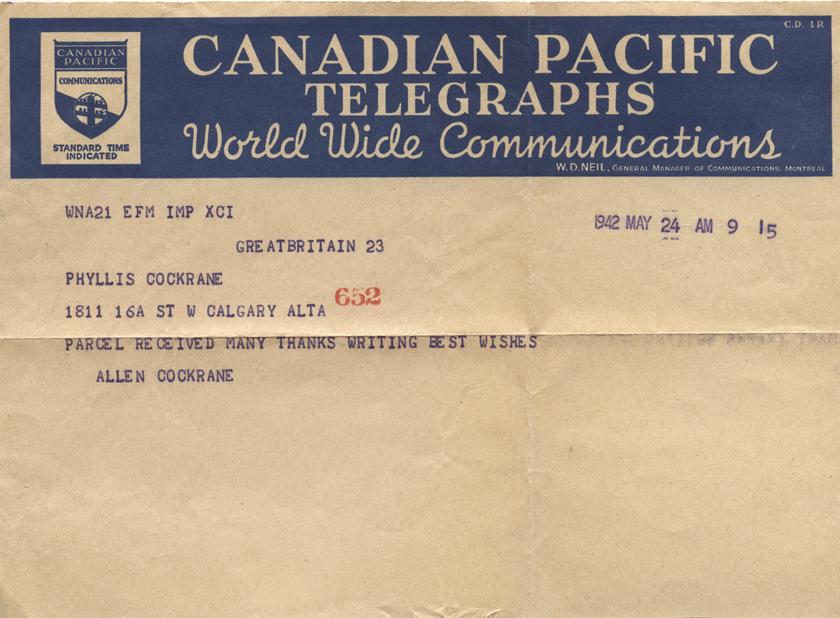 C.D. 1R
CANADIAN PACIFIC
TELEGRAPHS
World Wide Communications
W.D. NEIL, GENERAL MANAGER OF COMMUNICATIONS, MONTREAL
CANADIAN
PACIFIC
COMMUNICATIONS
STANDARD TIME
INDICATED
WNA21 EFM IMP XCI
1942 MAY 24 AM 9 15
GREATBRITAIN 23
PHYLLIS COCKRANE
1811 16A ST W CALGARY ALTA 652
PARCEL RECEIVED MANY THANKS WRITING BEST WISHES
ALLEN COCKRANE